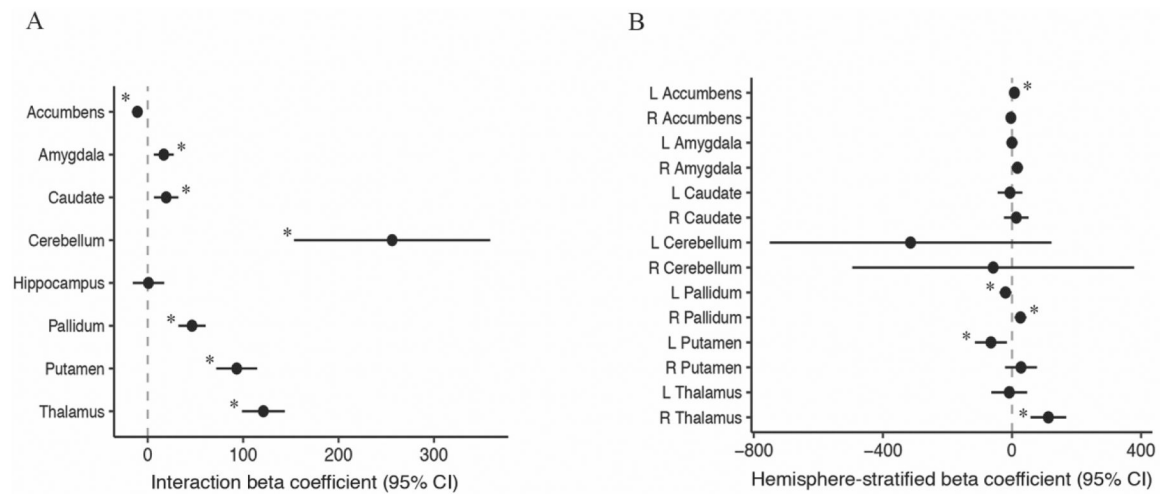 A
*
Accumbens
Amygdala *
Caudate *
Cerebellum *
Hippocampus
Pallidum *
Putamen *
Thalamus *
0 100 200 300
Interaction beta coefficient (95% CI)
B
L Accumbens *
R Accumbens
L Amygdala
R Amygdala
L Caudate
R Caudate
L Cerebellum
R Cerebellum
L Pallidum *
R Pallidum *
L Putamen *
R Putamen
L Thalamus
R Thalamus *
−800 −400 0 400
Hemisphere-stratified beta coefficient (95% CI)